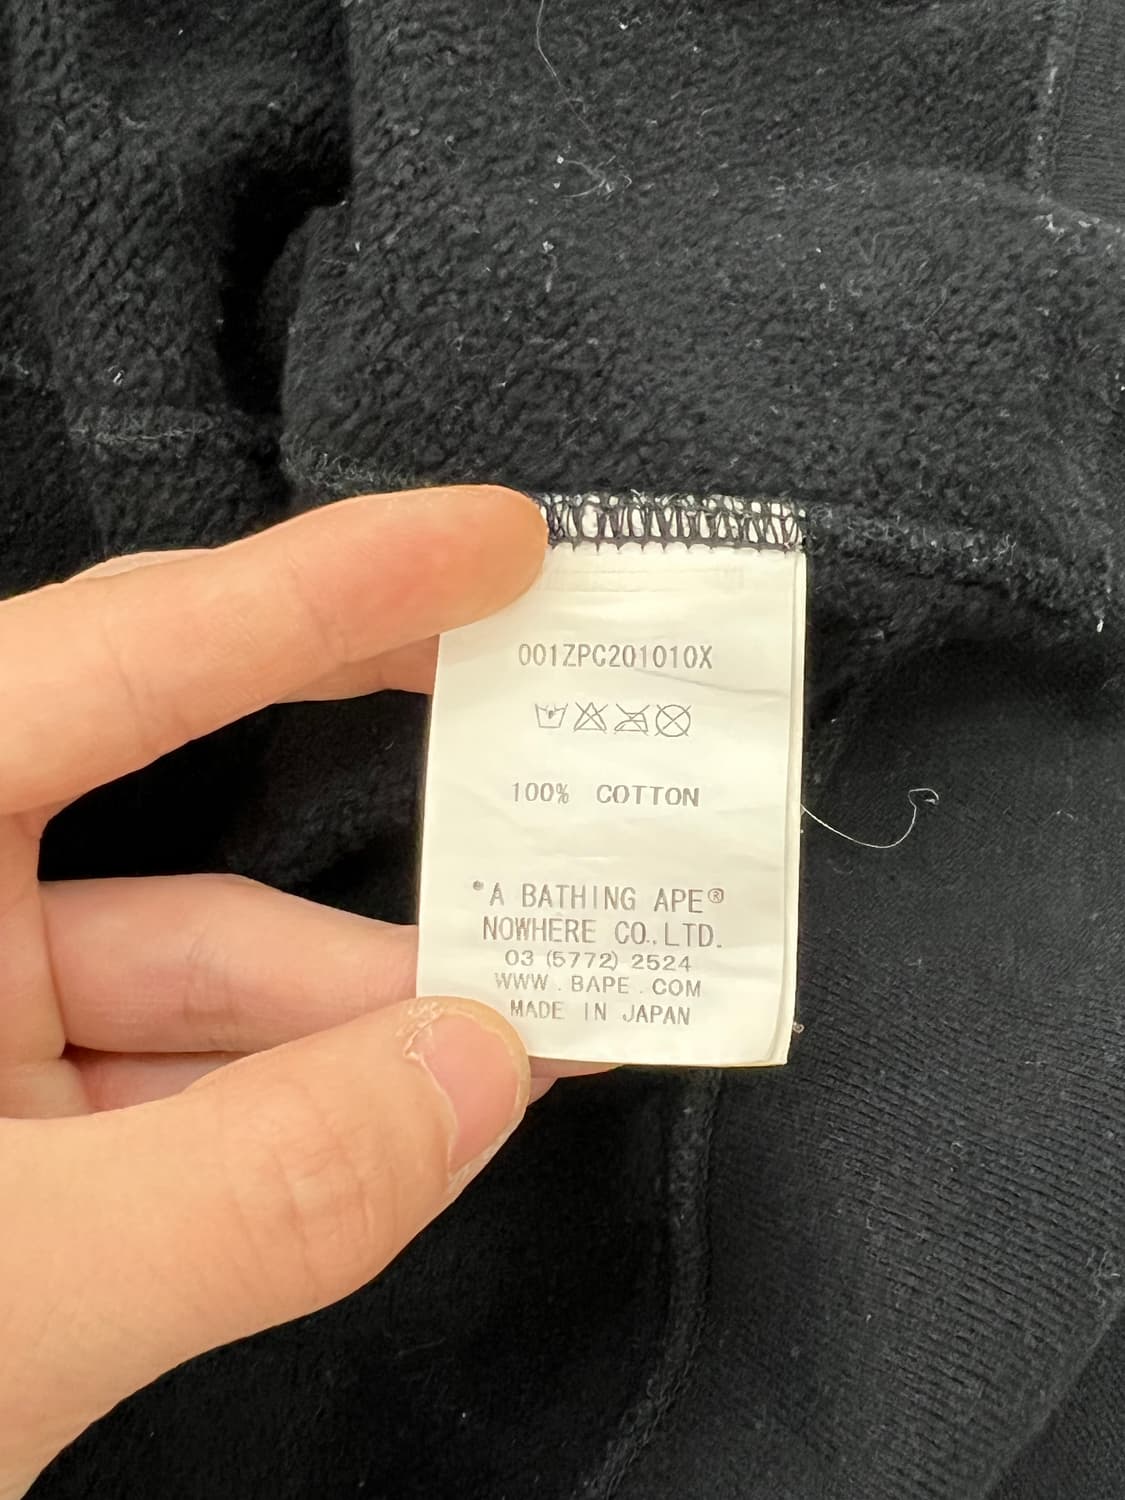 001ZPC201010X
100% COTTON
A BATHING APE®
NOWHERE CO.,LTD.
03 (5772) 2524
WWW.BAPE.COM
MADE IN JAPAN